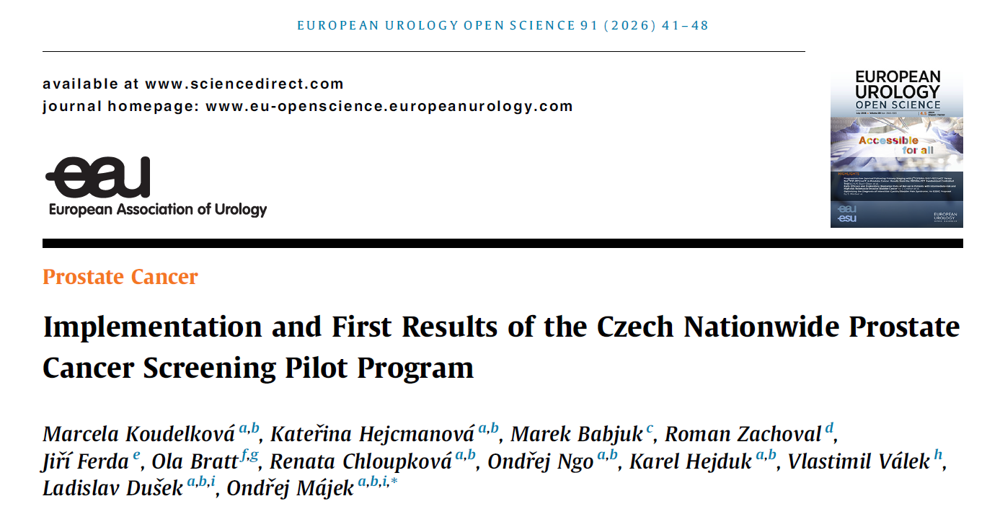 EUROPEAN UROLOGY OPEN SCIENCE 91 (2026) 41–48
available at www.sciencedirect.com
journal homepage: www.eu-openscience.europeanurology.com
eau
European Association of Urology
EUROPEAN
UROLOGY
OPEN SCIENCE
Accessible
for all
HIGHLIGHTS
eau
esu
EUROPEAN
UROLOGY
OPEN SCIENCE
Prostate Cancer
Implementation and First Results of the Czech Nationwide Prostate
Cancer Screening Pilot Program
Marcela Koudelková a,b, Kateřina Hejcmanová a,b, Marek Babjuk c, Roman Zachoval d,
Jiří Ferda e, Ola Bratt f,g, Renata Chloupková a,b, Ondřej Ngo a,b, Karel Hejduk a,b, Vlastimil Válek h,
Ladislav Dušek a,b,i, Ondřej Májek a,b,i,*